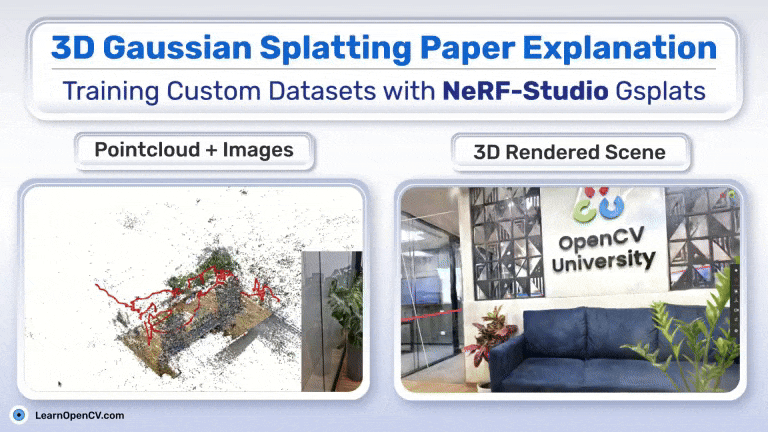 3D Gaussian Splatting Paper Explanation
Training Custom Datasets with NeRF-Studio Gsplats
Pointcloud + Images
3D Rendered Scene
OpenCV
University
LearnOpenCV.com